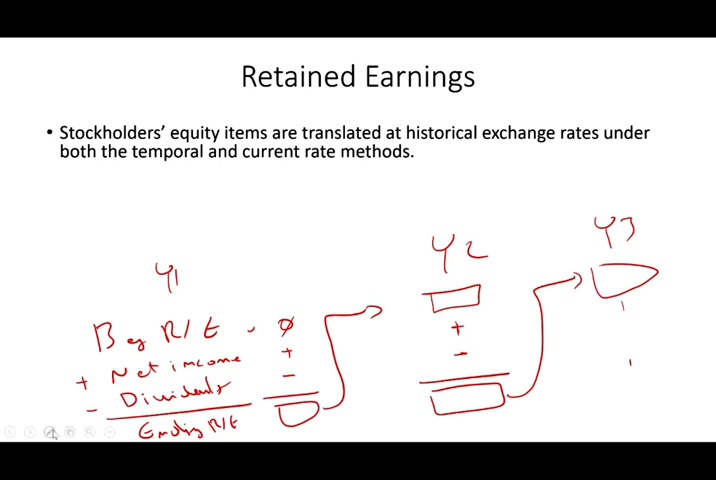 Retained Earnings
• Stockholders' equity items are translated at historical exchange rates under
both the temporal and current rate methods.
Y1
Y2
Y3
Beg R/E - ∅
+ Net income +
- Dividends -
Ending R/E
+
-